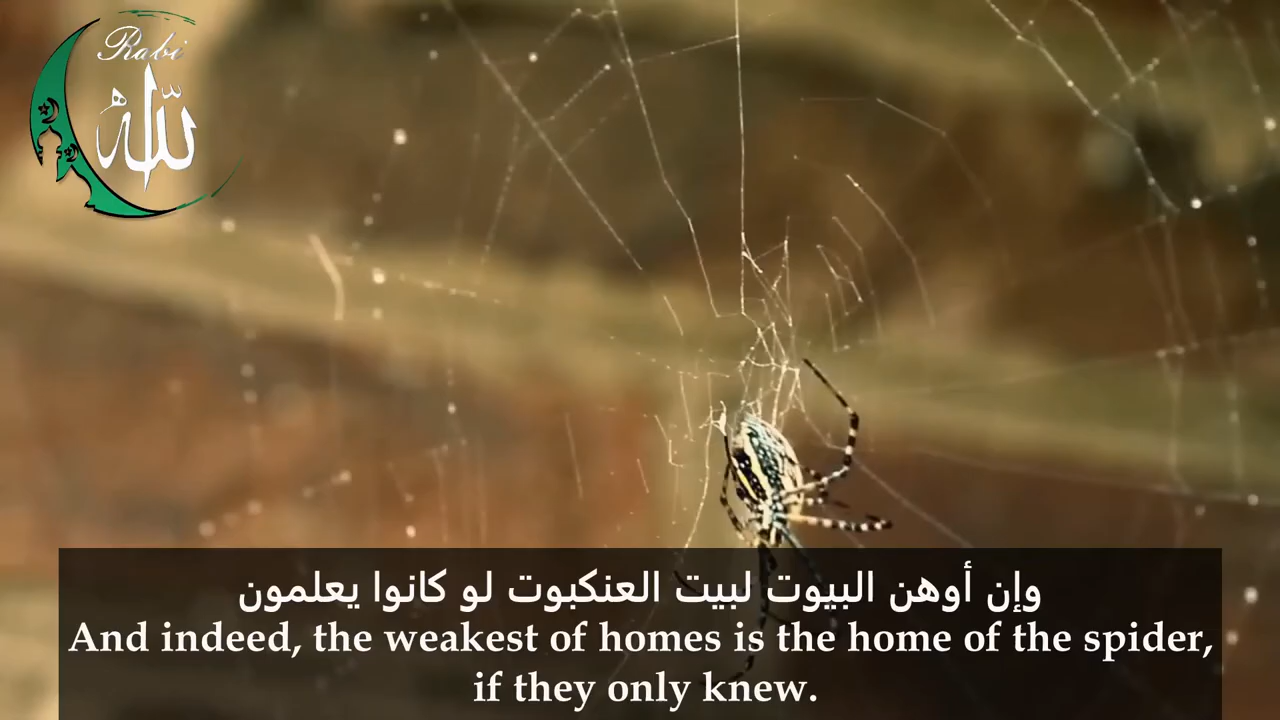 Rabi
الله
وإن أوهن البيوت لبيت العنكبوت لو كانوا يعلمون
And indeed, the weakest of homes is the home of the spider,
if they only knew.